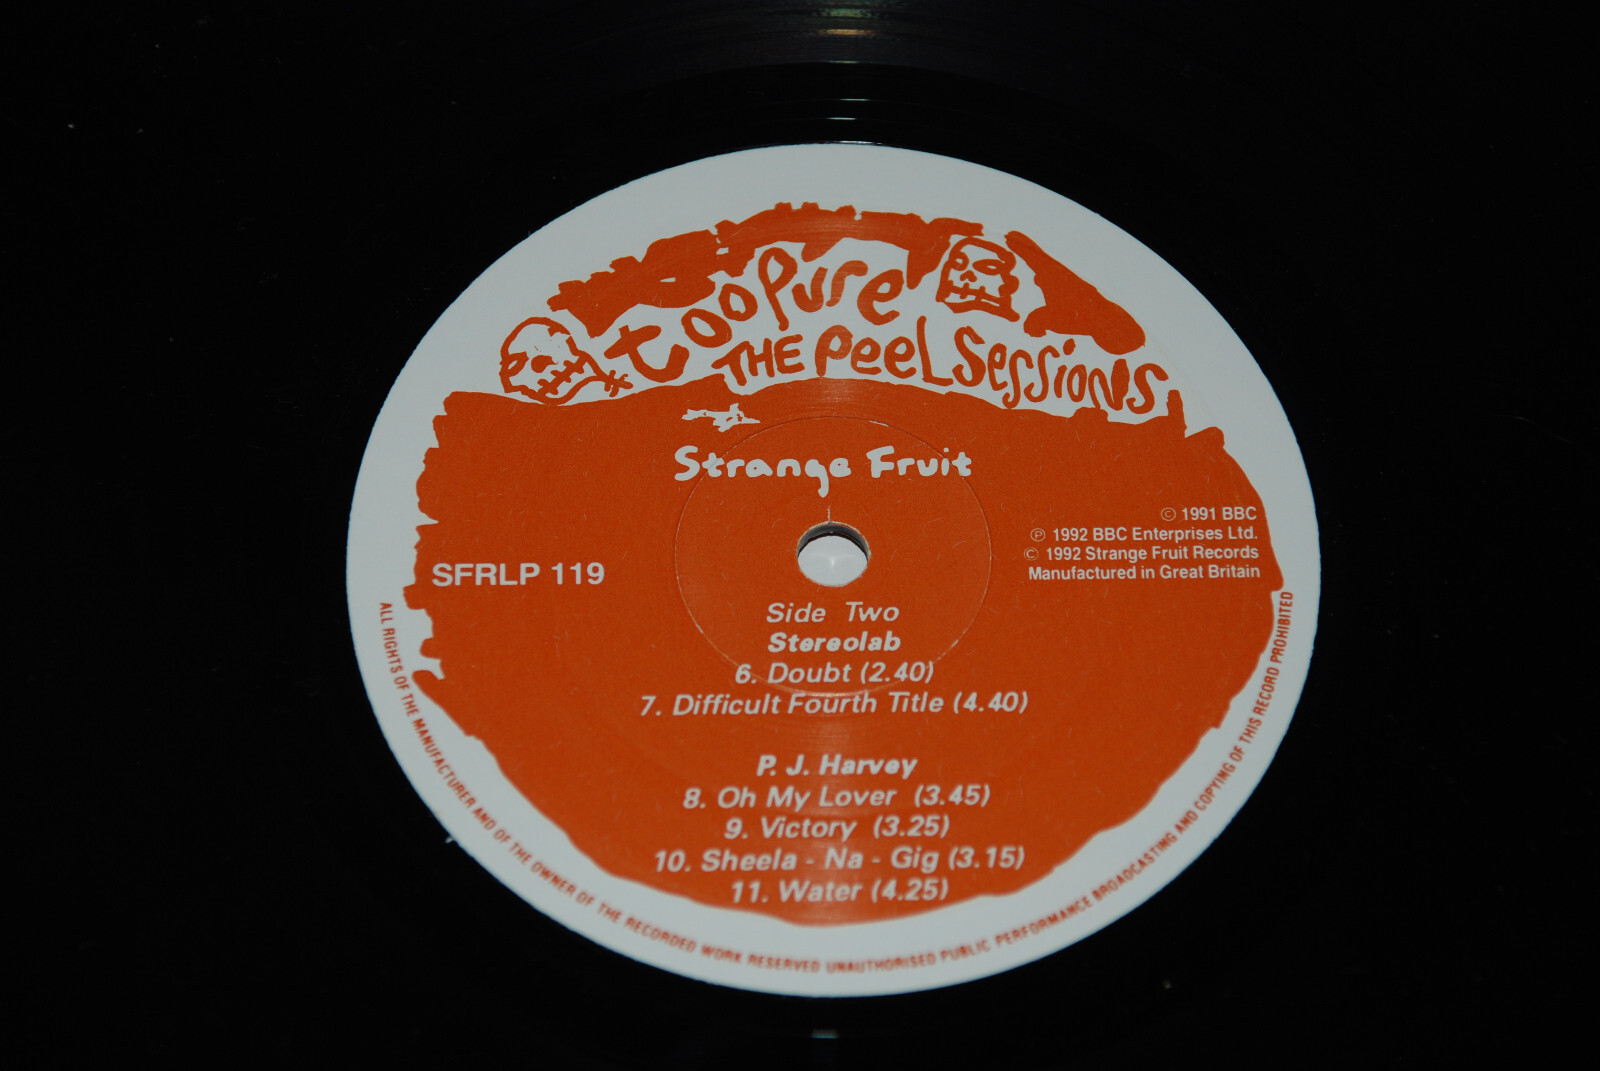 too pure
THE Peel Sessions
Strange Fruit
© 1991 BBC
℗ 1992 BBC Enterprises Ltd.
© 1992 Strange Fruit Records
Manufactured in Great Britain
SFRLP 119
Side Two
Stereolab
6. Doubt (2.40)
7. Difficult Fourth Title (4.40)
P. J. Harvey
8. Oh My Lover (3.45)
9. Victory (3.25)
10. Sheela - Na - Gig (3.15)
11. Water (4.25)
ALL RIGHTS OF THE MANUFACTURER AND OF THE OWNER OF THE RECORDED WORK RESERVED UNAUTHORISED PUBLIC PERFORMANCE BROADCASTING AND COPYING OF THIS RECORD PROHIBITED